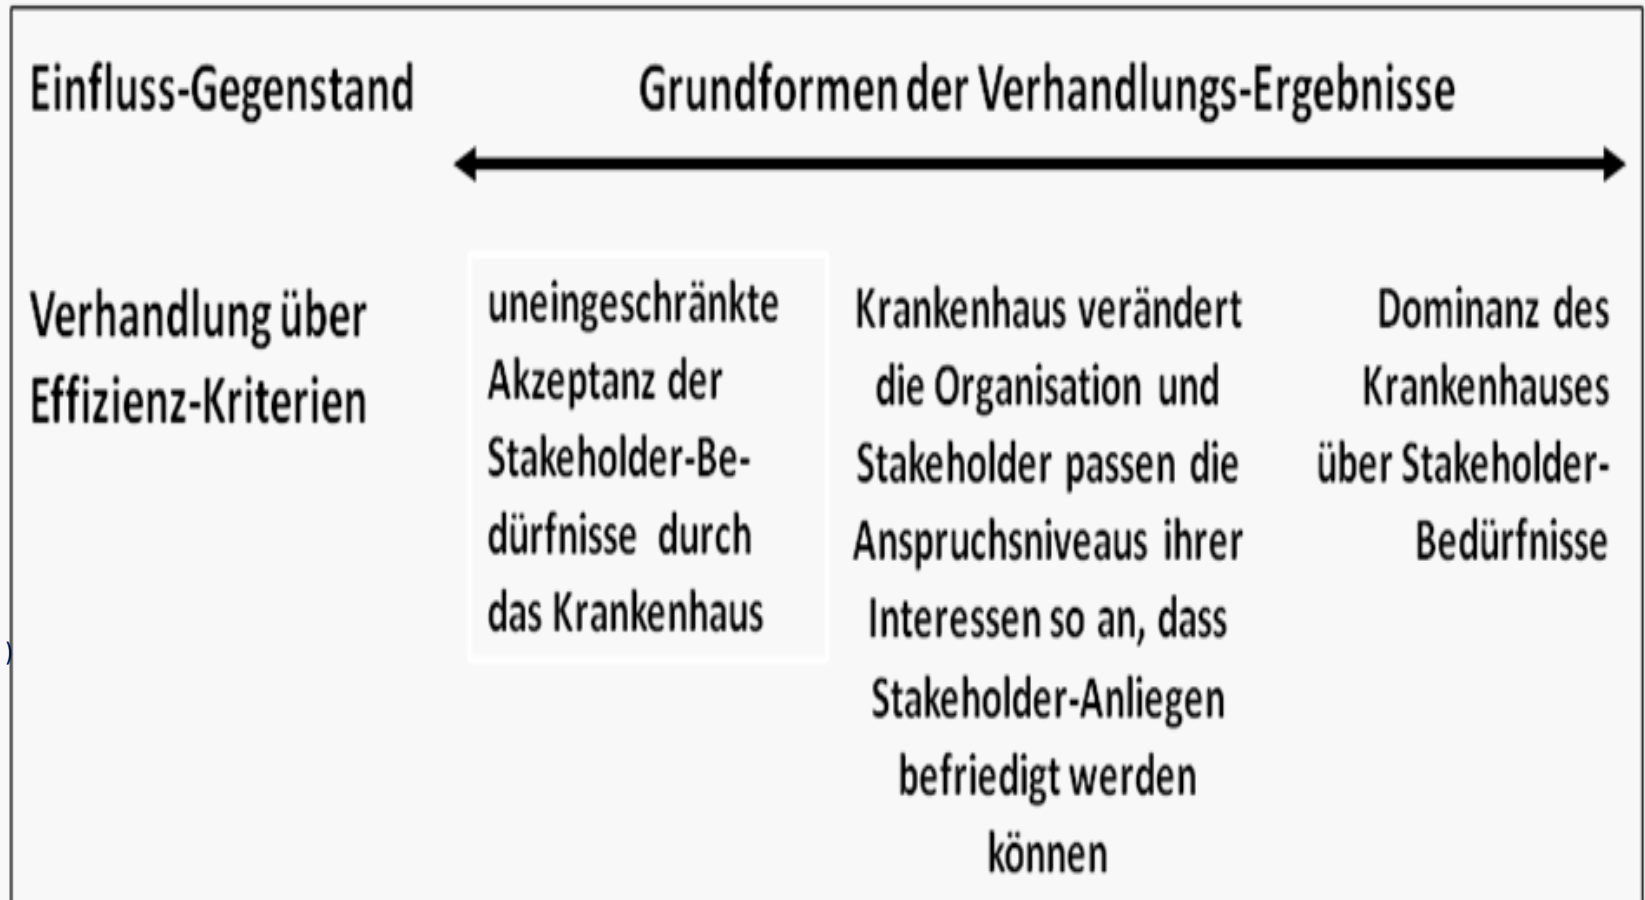 Einfluss-Gegenstand
Grundformen der Verhandlungs-Ergebnisse
Verhandlung über
Effizienz-Kriterien
uneingeschränkte
Akzeptanz der
Stakeholder-Be-
dürfnisse durch
das Krankenhaus
Krankenhaus verändert
die Organisation und
Stakeholder passen die
Anspruchsniveaus ihrer
Interessen so an, dass
Stakeholder-Anliegen
befriedigt werden
können
Dominanz des
Krankenhauses
über Stakeholder-
Bedürfnisse
)